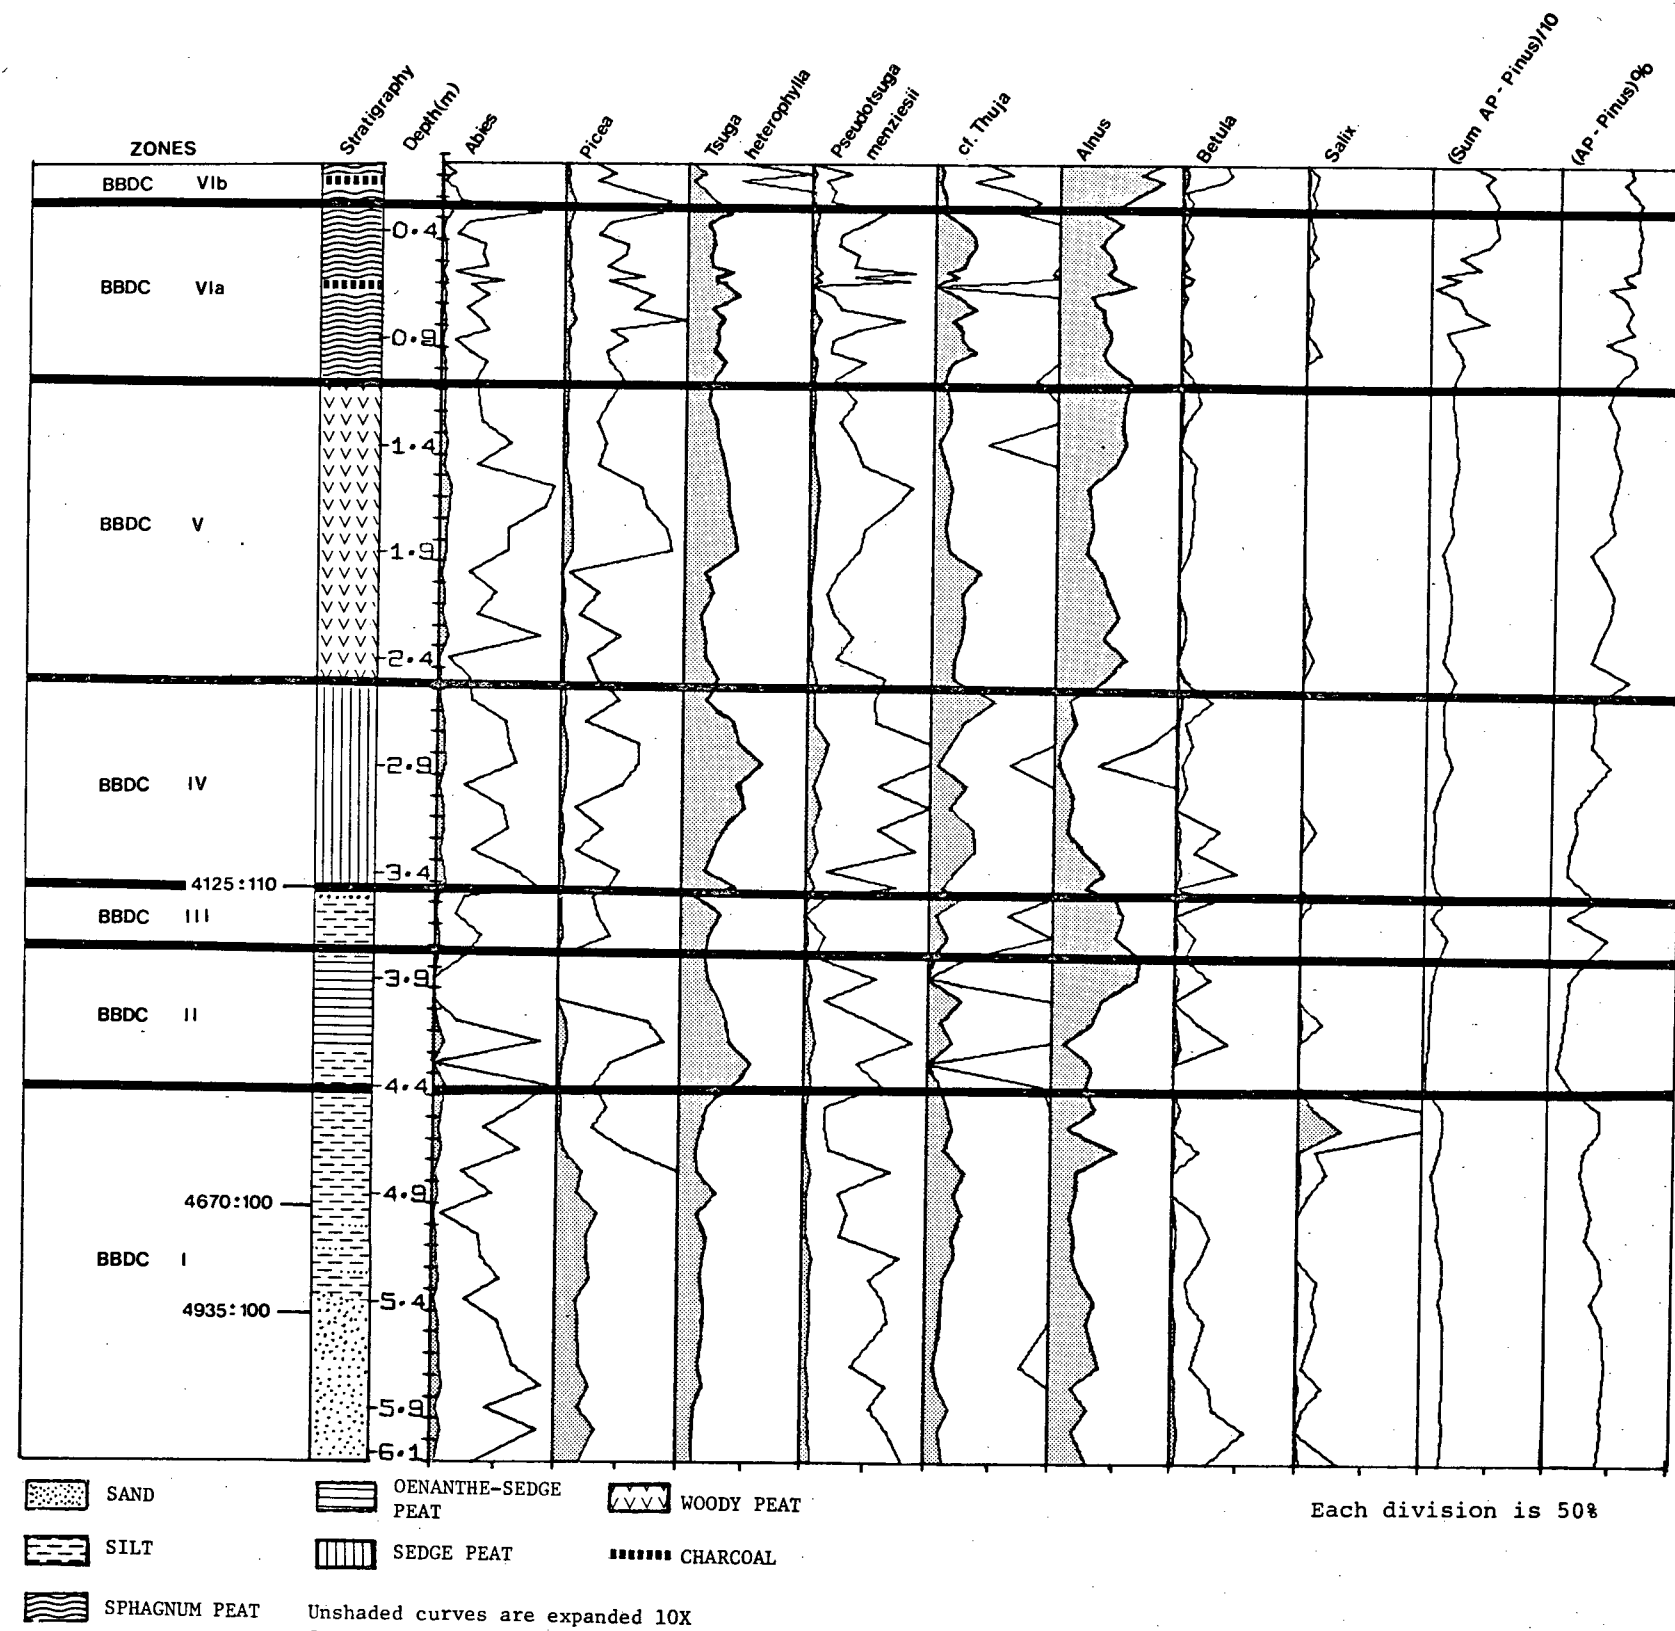 ZONES
Stratigraphy
Depth(m)
Abies
Picea
Tsuga
heterophylla
Pseudotsuga
menziesii
cf. Thuja
Alnus
Betula
Salix
(Sum AP - Pinus)/10
(AP - Pinus)%
BBDC VIb
0.4
BBDC VIa
0.9
1.4
BBDC V
1.9
2.4
2.9
BBDC IV
3.4
4125±110
BBDC III
3.9
BBDC II
4.4
4.9
4670±100
BBDC I
5.4
4935±100
5.9
6.1
SAND
OENANTHE-SEDGE
PEAT
WOODY PEAT
Each division is 50%
SILT
SEDGE PEAT
CHARCOAL
SPHAGNUM PEAT
Unshaded curves are expanded 10X